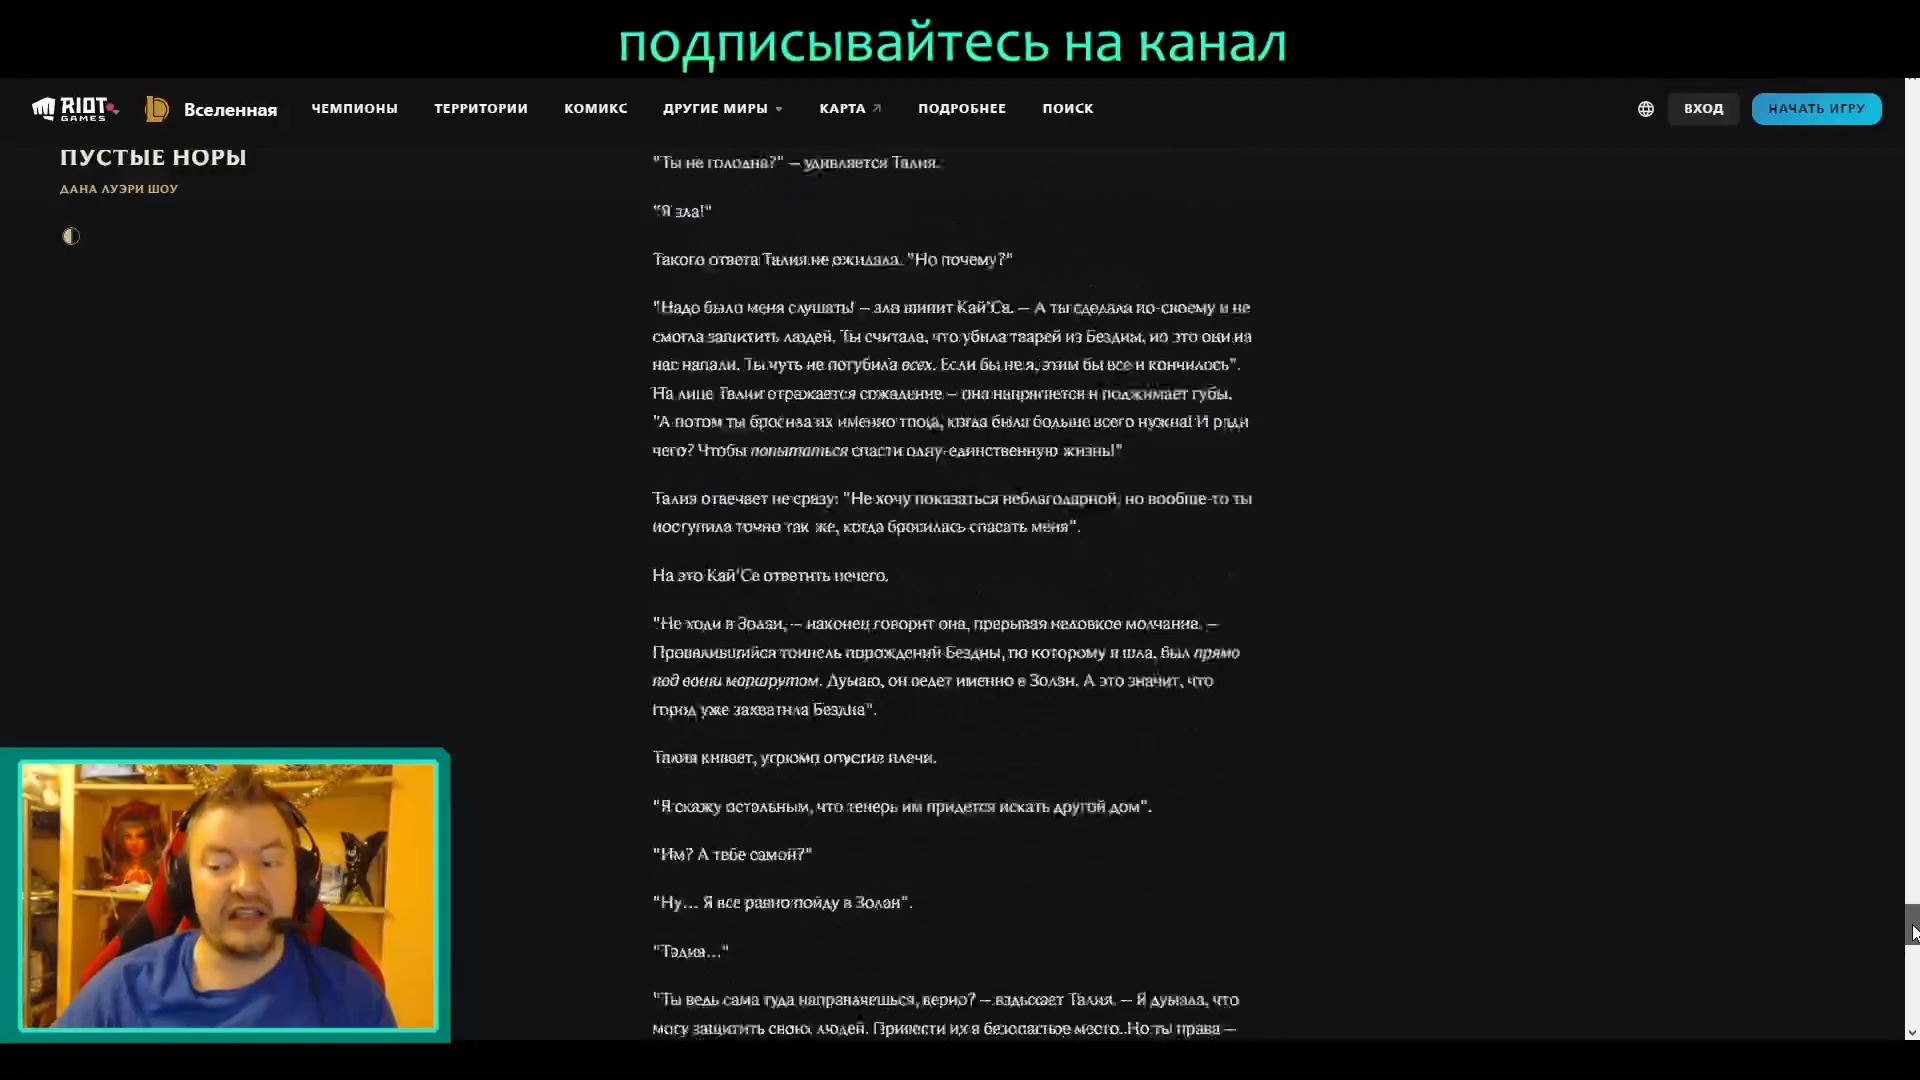 подписывайтесь на канал
RIOT GAMES
Вселенная
ЧЕМПИОНЫ
ТЕРРИТОРИИ
КОМИКС
ДРУГИЕ МИРЫ
КАРТА
ПОДРОБНЕЕ
ПОИСК
ВХОД
НАЧАТЬ ИГРУ
ПУСТЫЕ НОРЫ
ДАНА ЛУЭРИ ШОУ
"Ты не голодна?" – удивляется Талия.
"Я зла!"
Такого ответа Талия не ожидала. "Но почему?"
"Надо было меня слушать! – зло шипит Кай'Са. – А ты сделала по-своему и не
смогла защитить людей. Ты считала, что убила тварей из Бездны, но это они на
нас напали. Ты чуть не погубила всех. Если бы не я, этим бы все и кончилось".
На лице Талии отражается сожаление – она напрягается и поджимает губы.
"А потом ты бросила их именно тогда, когда была больше всего нужна! И ради
чего? Чтобы попытаться спасти одну-единственную жизнь!"
Талия отвечает не сразу: "Не хочу показаться неблагодарной, но вообще-то ты
поступила точно так же, когда бросилась спасать меня".
На это Кай'Се ответить нечего.
"Не ходи в Золан, – наконец говорит она, прерывая неловкое молчание. –
Провалившийся тоннель порождений Бездны, по которому я шла, был прямо
под вашим маршрутом. Думаю, он ведет именно в Золан. А это значит, что
город уже захватила Бездна".
Талия кивает, угрюмо опустив плечи.
"Я скажу остальным, что теперь им придется искать другой дом".
"Им? А тебе самой?"
"Ну... Я все равно пойду в Золан".
"Талия..."
"Ты ведь сама туда направляешься, верно? – вздыхает Талия. – Я думала, что
могу защитить своих людей. Привести их в безопасное место. Но ты права –